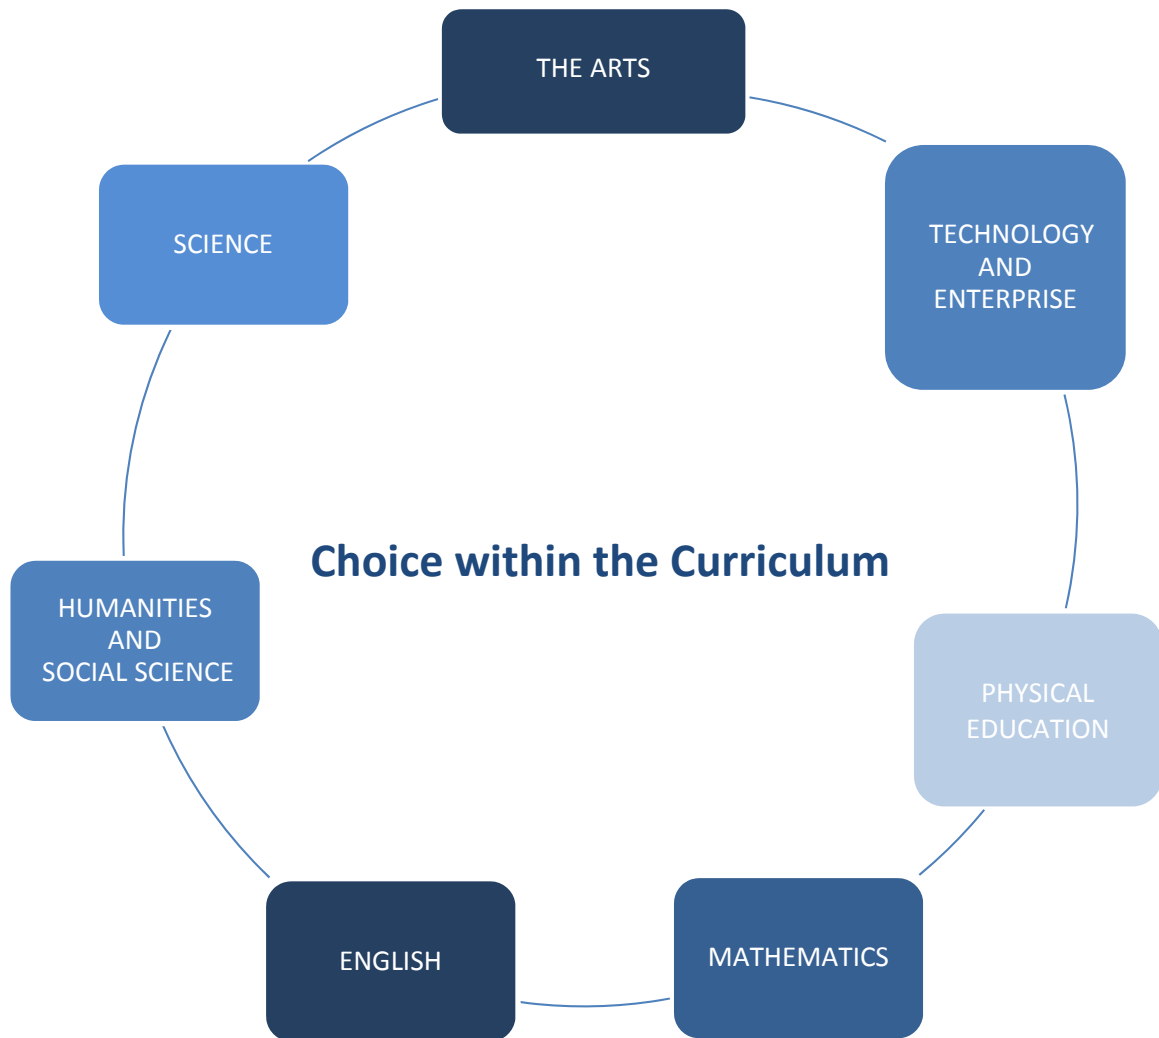 THE ARTS
TECHNOLOGY
AND
ENTERPRISE
SCIENCE
Choice within the Curriculum
HUMANITIES
AND
SOCIAL SCIENCE
PHYSICAL
EDUCATION
MATHEMATICS
ENGLISH